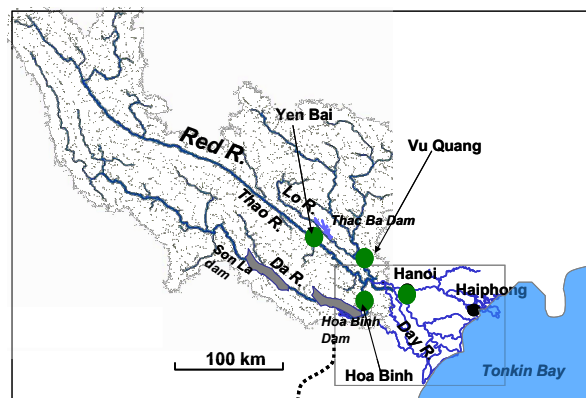 Yen Bai
Red R.
Vu Quang
Lo R.
Thao R.
Thac Ba Dam
Son La
dam
Da R.
Hanoi
Haiphong
Hoa Binh
Dam
Day R
100 km
Hoa Binh
Tonkin Bay